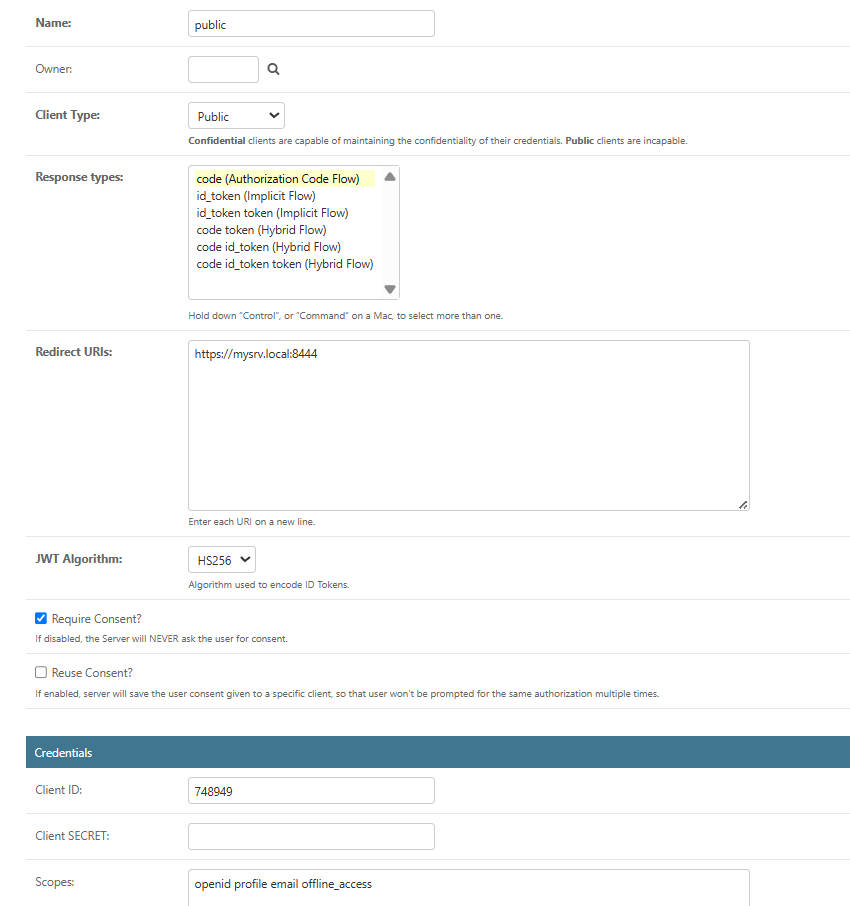 Name:
public
Owner:
Client Type:
Public
Confidential clients are capable of maintaining the confidentiality of their credentials. Public clients are incapable.
Response types:
code (Authorization Code Flow)
id_token (Implicit Flow)
id_token token (Implicit Flow)
code token (Hybrid Flow)
code id_token (Hybrid Flow)
code id_token token (Hybrid Flow)
Hold down “Control”, or “Command” on a Mac, to select more than one.
Redirect URIs:
https://mysrv.local:8444
Enter each URI on a new line.
JWT Algorithm:
HS256
Algorithm used to encode ID Tokens.
Require Consent?
If disabled, the Server will NEVER ask the user for consent.
Reuse Consent?
If enabled, server will save the user consent given to a specific client, so that user won't be prompted for the same authorization multiple times.
Credentials
Client ID:
748949
Client SECRET:
Scopes:
openid profile email offline_access